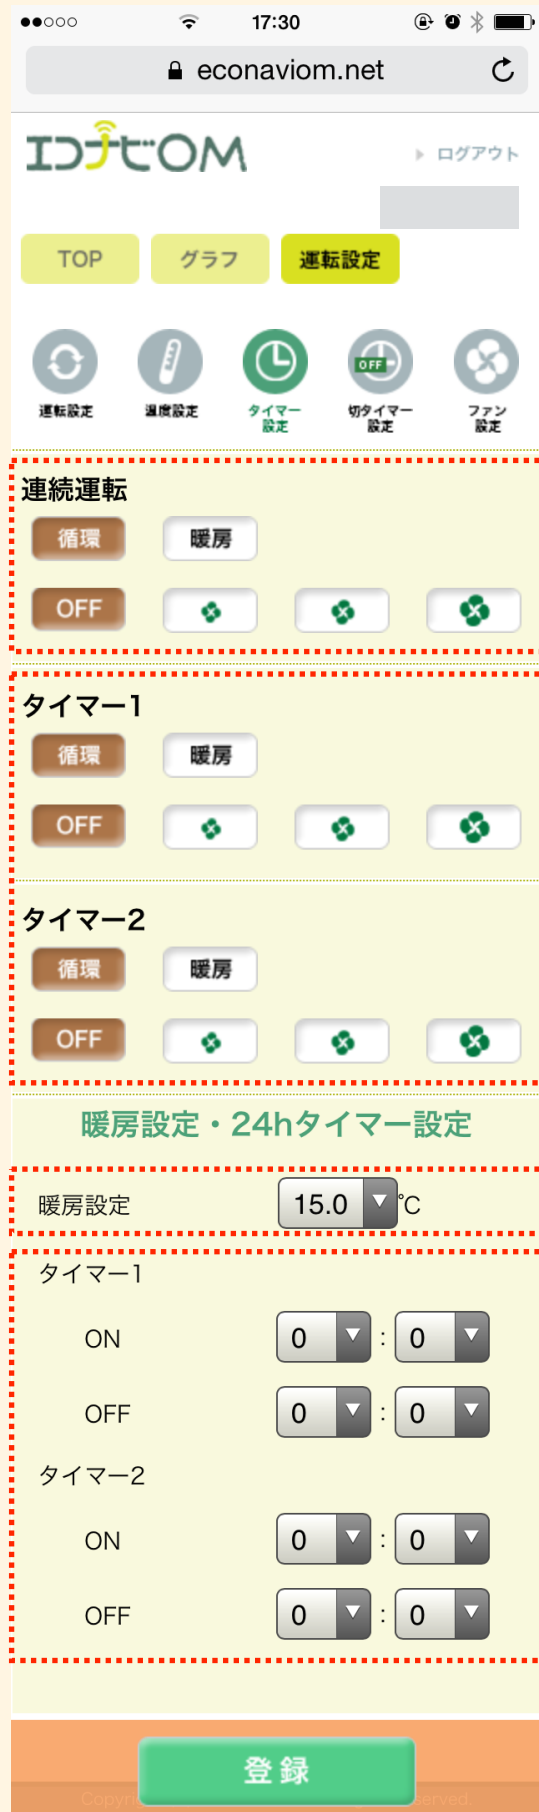 17:30
econaviom.net
エコナビOM
ログアウト
TOP グラフ 運転設定
OFF
運転設定 温度設定 タイマー設定 切タイマー設定 ファン設定
連続運転
循環 暖房
OFF
タイマー1
循環 暖房
OFF
タイマー2
循環 暖房
OFF
暖房設定・24hタイマー設定
暖房設定 15.0 ℃
タイマー1
ON 0 : 0
OFF 0 : 0
タイマー2
ON 0 : 0
OFF 0 : 0
登録